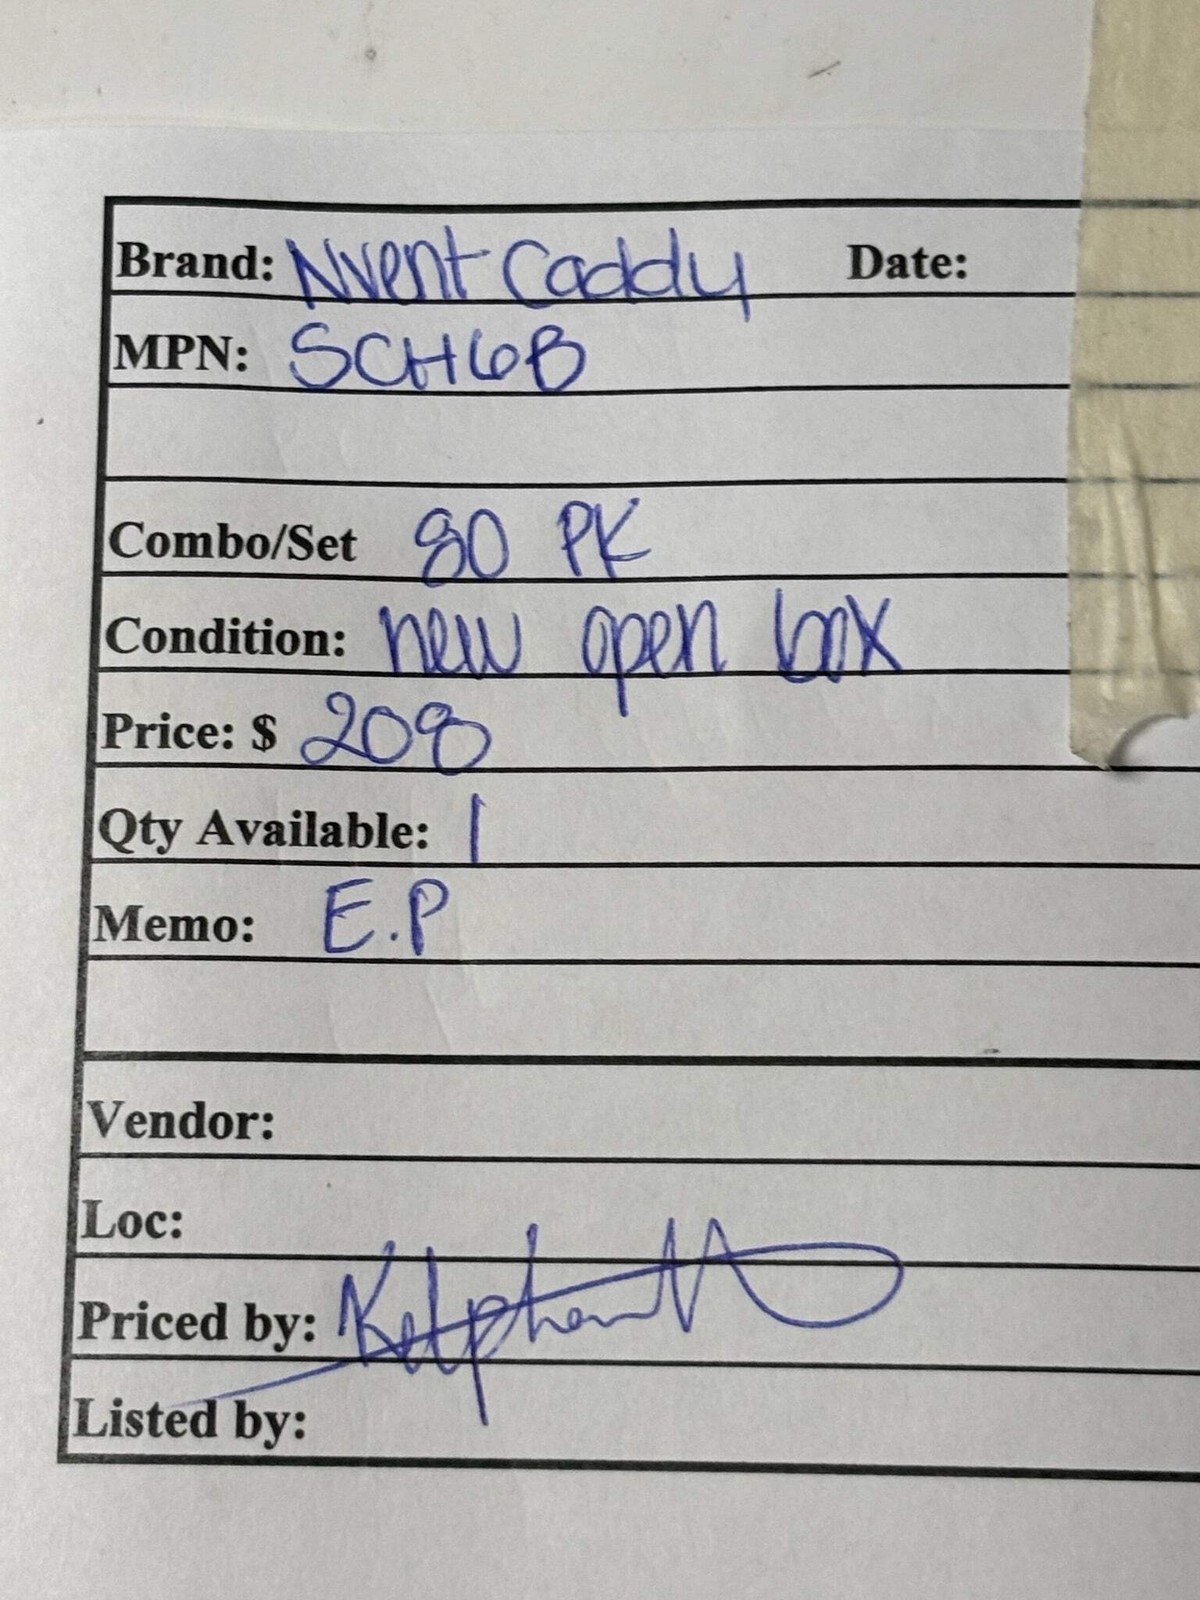 Brand: Nvent Caddy Date:
MPN: SCH6B
Combo/Set 80 PK
Condition: new open box
Price: $ 208
Qty Available: 1
Memo: E.P
Vendor:
Loc:
Priced by:
Listed by: